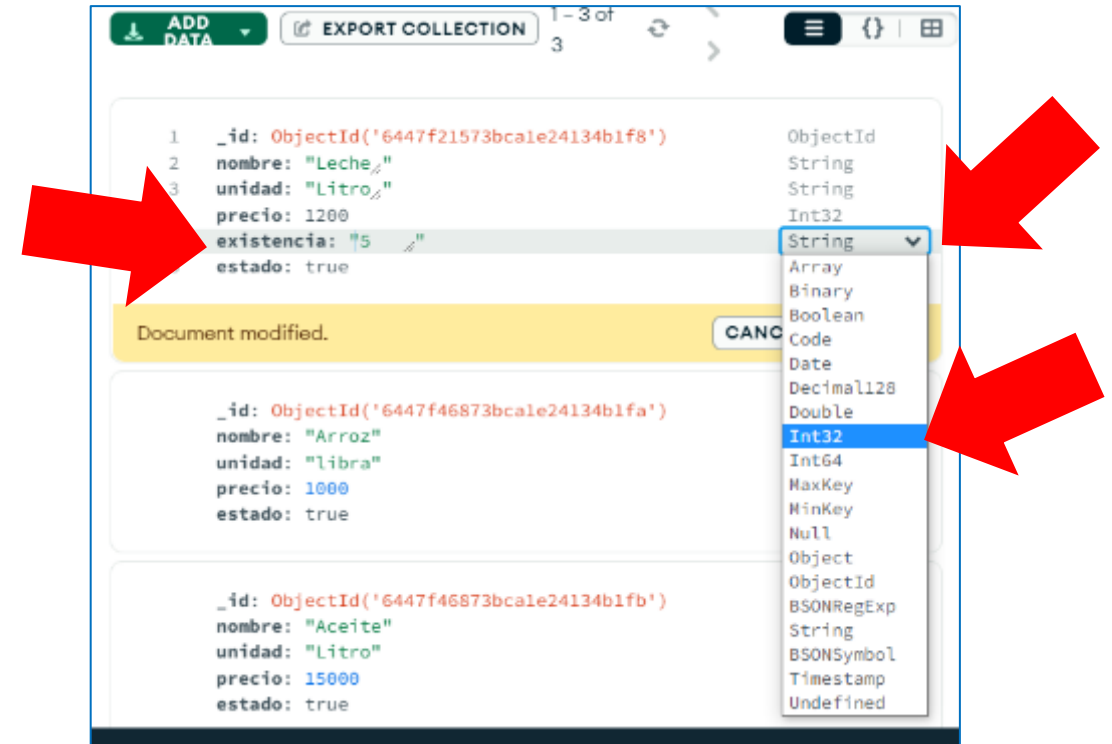 ADD DATA
EXPORT COLLECTION
1 – 3 of 3
{}
1 _id: ObjectId('6447f21573bca1e24134b1f8') ObjectId
2 nombre: "Leche" String
3 unidad: "Litro" String
precio: 1200 Int32
existencia: "5 " String
estado: true
Array
Binary
Boolean
Document modified.
CANC
Code
Date
Decimal128
Double
Int32
Int64
MaxKey
MinKey
Null
Object
ObjectId
BSONRegExp
String
BSONSymbol
Timestamp
Undefined
_id: ObjectId('6447f46873bca1e24134b1fa')
nombre: "Arroz"
unidad: "libra"
precio: 1000
estado: true
_id: ObjectId('6447f46873bca1e24134b1fb')
nombre: "Aceite"
unidad: "Litro"
precio: 15000
estado: true